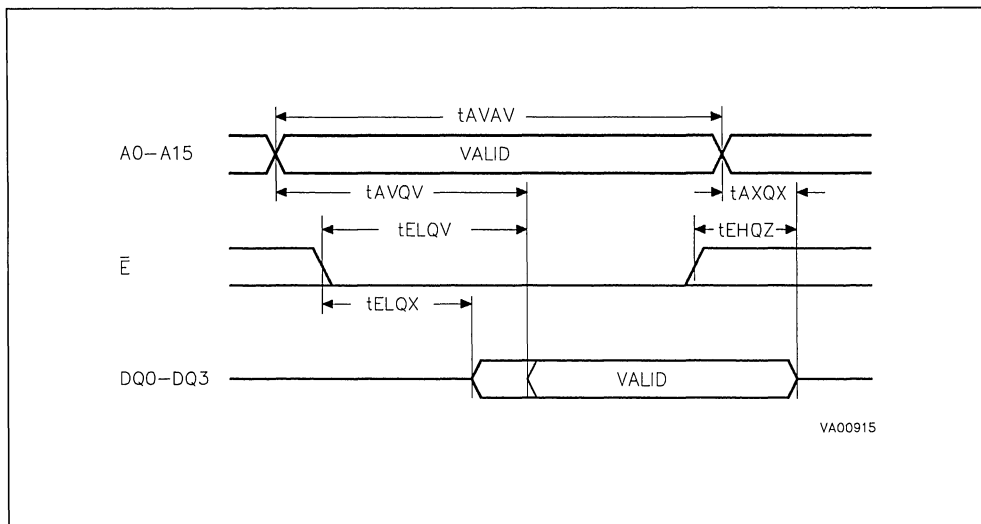 tAVAV
A0-A15
VALID
tAVQV
tAXQX
tELQV
tEHQZ
E̅
tELQX
DQ0-DQ3
VALID
VA00915